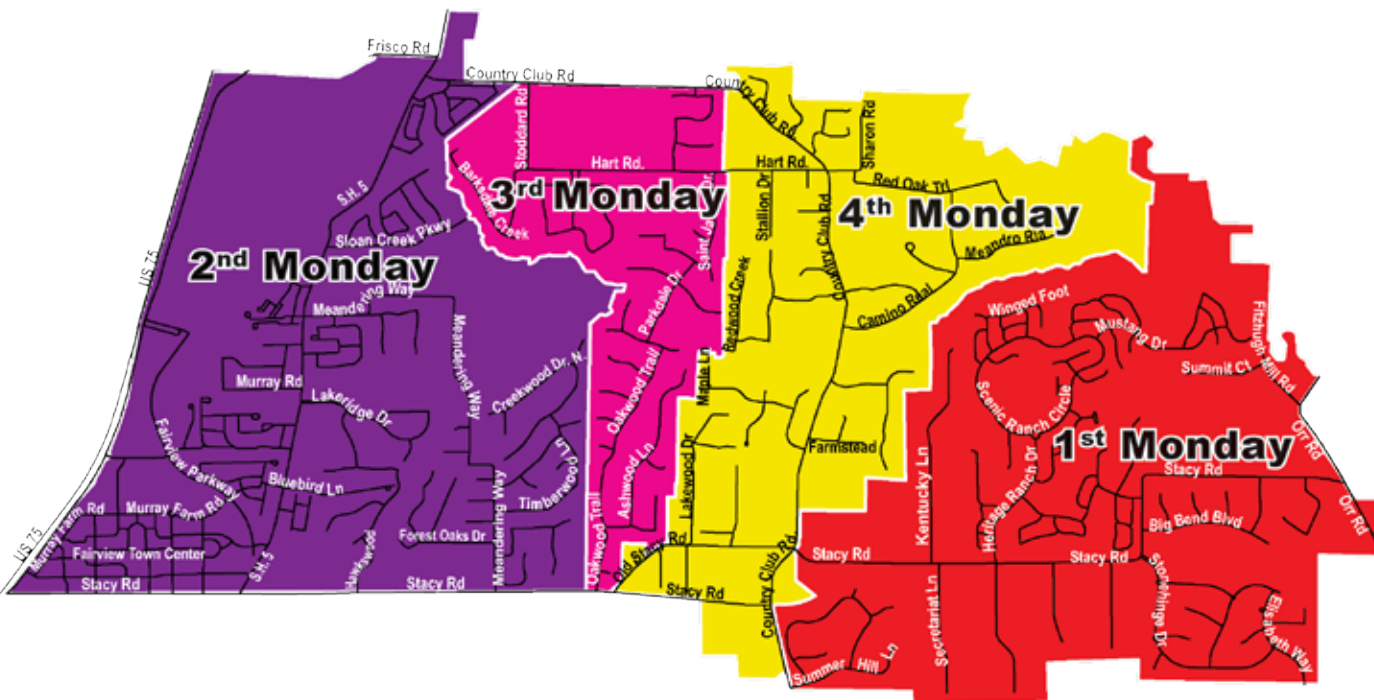 Frisco Rd
Country Club Rd
Country Club Rd
Stoddard Rd
Hart Rd.
Hart Rd.
Sharon Rd
Barksdale Creek
3rd Monday
Red Oak Trl
Stallion Dr
Country Club Rd
4th Monday
S.H. 5
Sloan Creek Pkwy
Meandro Ria
US 75
2nd Monday
Meandering Way
Parkdale Dr
Redwood Creek
Camino Real
Winged Foot
Mustang Dr
Fitzhugh Mill Rd
Summit Ct
Meandering Way
Murray Rd
Lakeridge Dr
Creekwood Dr. N.
Oakwood Trail
Maple Ln
Scenic Ranch Circle
Orr Rd
1st Monday
Farmstead
Fairview Parkway
Timberwood Ln
Ashwood Ln
Lakewood Dr
Kentucky Ln
Heritage Ranch Dr
Stacy Rd
Bluebird Ln
Meandering Way
Oakwood Trail
Orr Rd
Murray Farm Rd
Murray Farm Rd
Big Bend Blvd
US 75
Forest Oaks Dr
Hawkswood
Fairview Town Center
S.H. 5
Old Stacy Rd
Stacy Rd
Stacy Rd
Stacy Rd
Stacy Rd
Stacy Rd
Country Club Rd
Secretariat Ln
Stonehinge Dr
Elisabeth Way
Summer Hill Ln